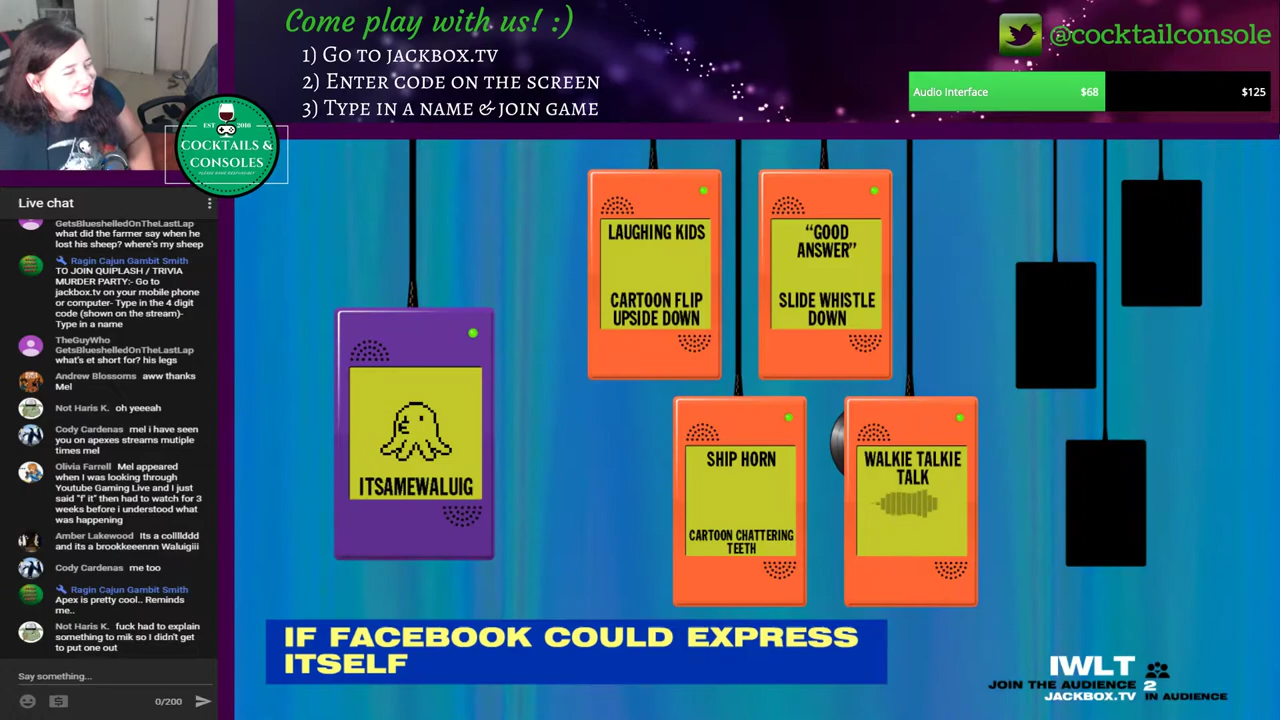 Come play with us! :)
1) Go to jackbox.tv
2) Enter code on the screen
3) Type in a name & join game
@cocktailconsole
Audio Interface $68 $125
EST 2018
COCKTAILS &
CONSOLES
Live chat
GetsBlueshelledOnTheLastLap
what did the farmer say when he
lost his sheep? where's my sheep
Ragin Cajun Gambit Smith
TO JOIN QUIPLASH / TRIVIA
MURDER PARTY:- Go to
jackbox.tv on your mobile phone
or computer- Type in the 4 digit
code (shown on the stream)-
Type in a name
TheGuyWho
GetsBlueshelledOnTheLastLap
what's et short for? his legs
Andrew Blossoms aww thanks
Mel
Not Haris K. oh yeeeah
Cody Cardenas mel i have seen
you on apexes streams mutiple
times mel
Olivia Farrell Mel appeared
when I was looking through
Youtube Gaming Live and I just
said "f' it" then had to watch for 3
weeks before i understood what
was happening
Amber Lakewood Its a colllddd
and its a brookkeeennn Waluigiii
Cody Cardenas me too
Ragin Cajun Gambit Smith
Apex is pretty cool.. Reminds
me..
Not Haris K. fuck had to explain
something to mik so I didn't get
to put one out
Say something...
0/200
ITSAMEWALUIG
LAUGHING KIDS
CARTOON FLIP
UPSIDE DOWN
"GOOD
ANSWER"
SLIDE WHISTLE
DOWN
SHIP HORN
CARTOON CHATTERING
TEETH
WALKIE TALKIE
TALK
IF FACEBOOK COULD EXPRESS
ITSELF
IWLT
JOIN THE AUDIENCE 2
JACKBOX.TV IN AUDIENCE